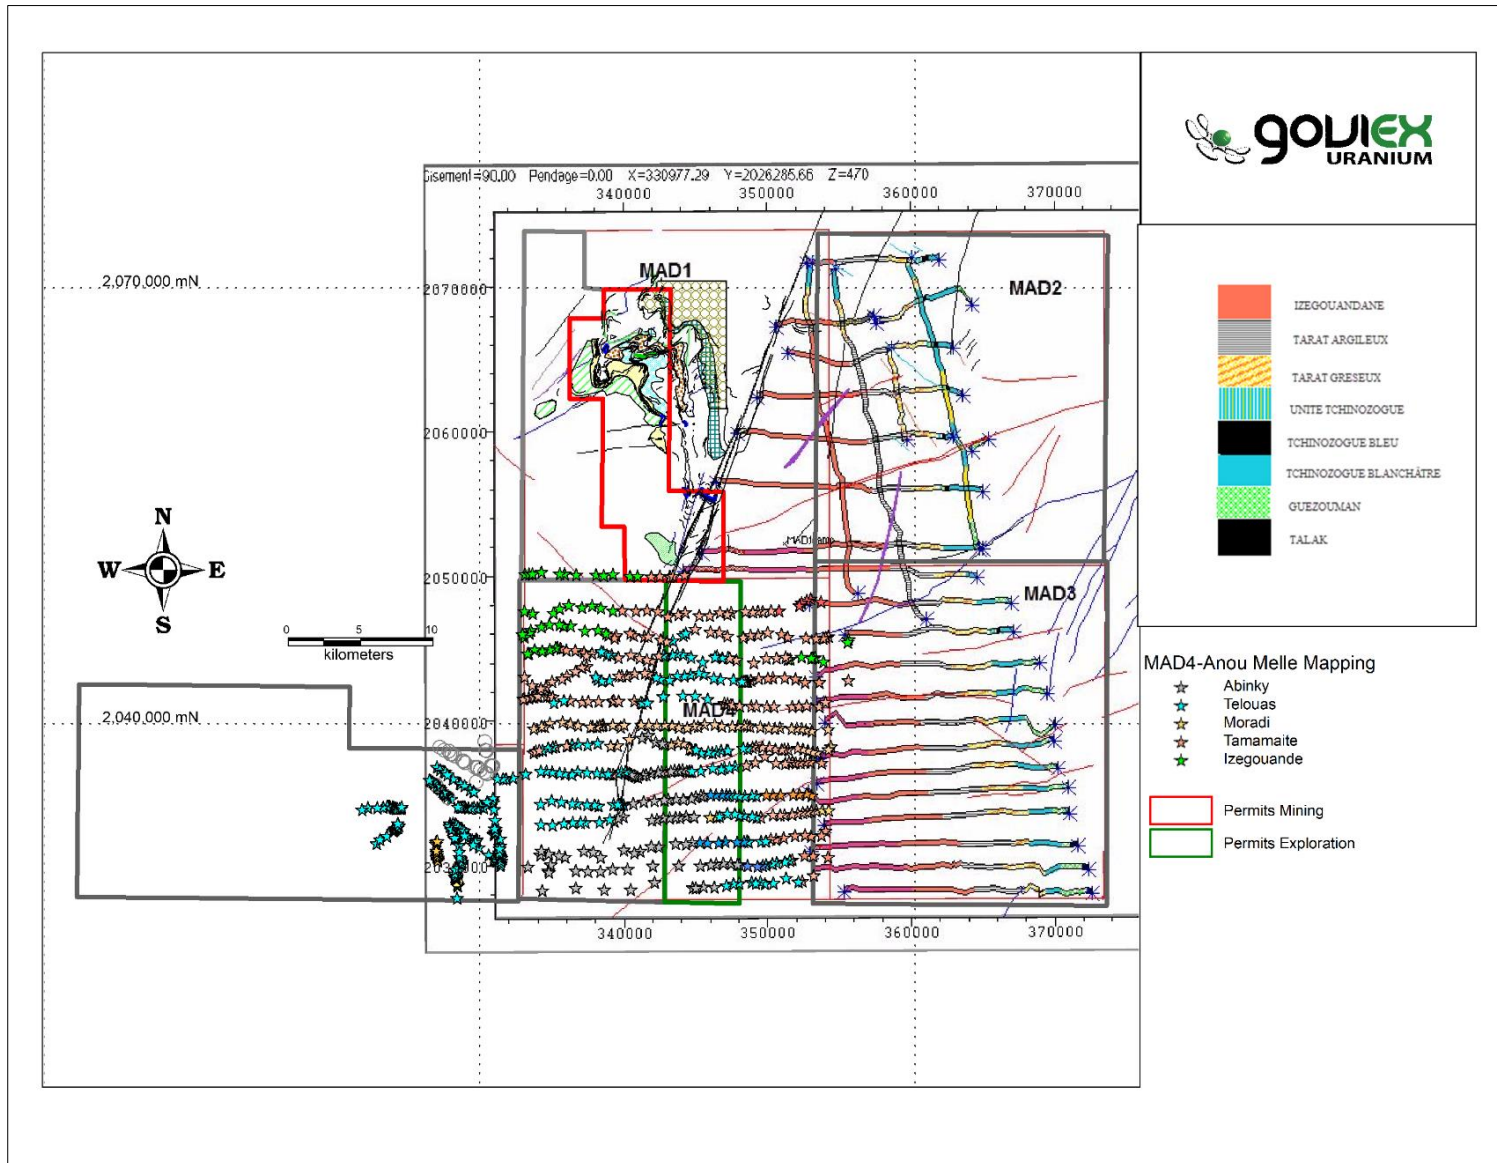 GOVIEX
URANIUM
Gisement=90.00 Pendage=0.00 X=330977.29 Y=2026285.66 Z=470
340000 350000 360000 370000
2,070,000 mN
2070000
MAD1
MAD2
IZEGOUANDANE
TARAT ARGILEUX
TARAT GRESEUX
UNITE TCHINOZOGUE
TCHINOZOGUE BLEU
TCHINOZOGUE BLANCHÂTRE
GUEZOUMAN
TALAK
2060000
N
W E
S
2050000
MAD3
0 5 10
kilometers
MAD4-Anou Melle Mapping
Abinky
Telouas
Moradi
Tamamaite
Izegouande
2,040,000 mN
2040000
MAD4
Permits Mining
Permits Exploration
340000 350000 360000 370000